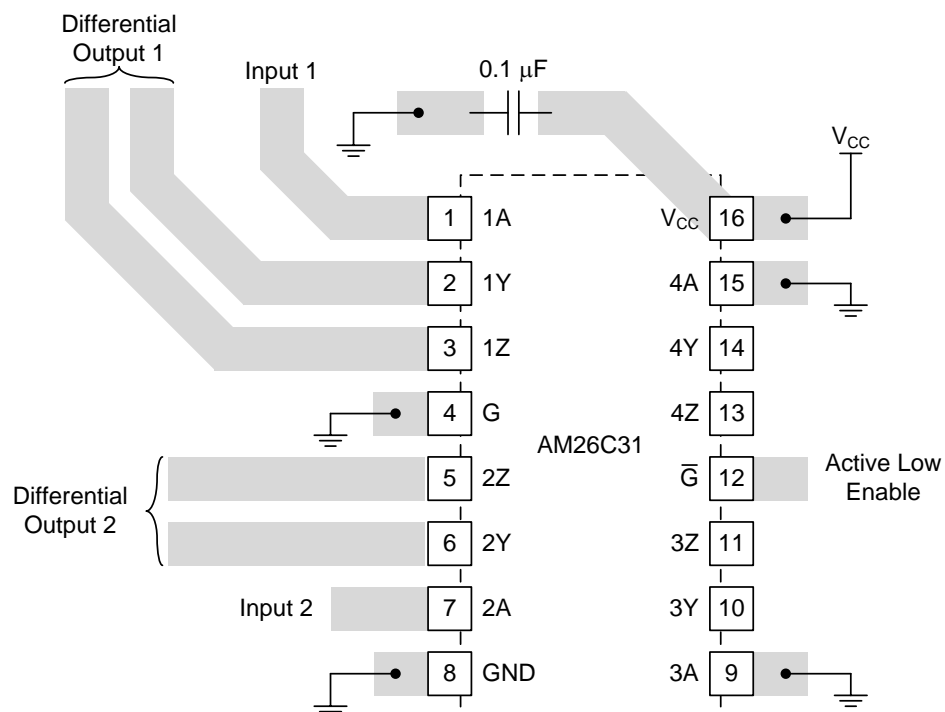 Differential
Output 1
Input 1
0.1 μF
V_CC
1 1A
V_CC 16
2 1Y
4A 15
3 1Z
4Y 14
4 G
4Z 13
AM26C31
5 2Z
G̅ 12
Active Low
Enable
Differential
Output 2
6 2Y
3Z 11
Input 2
7 2A
3Y 10
8 GND
3A 9